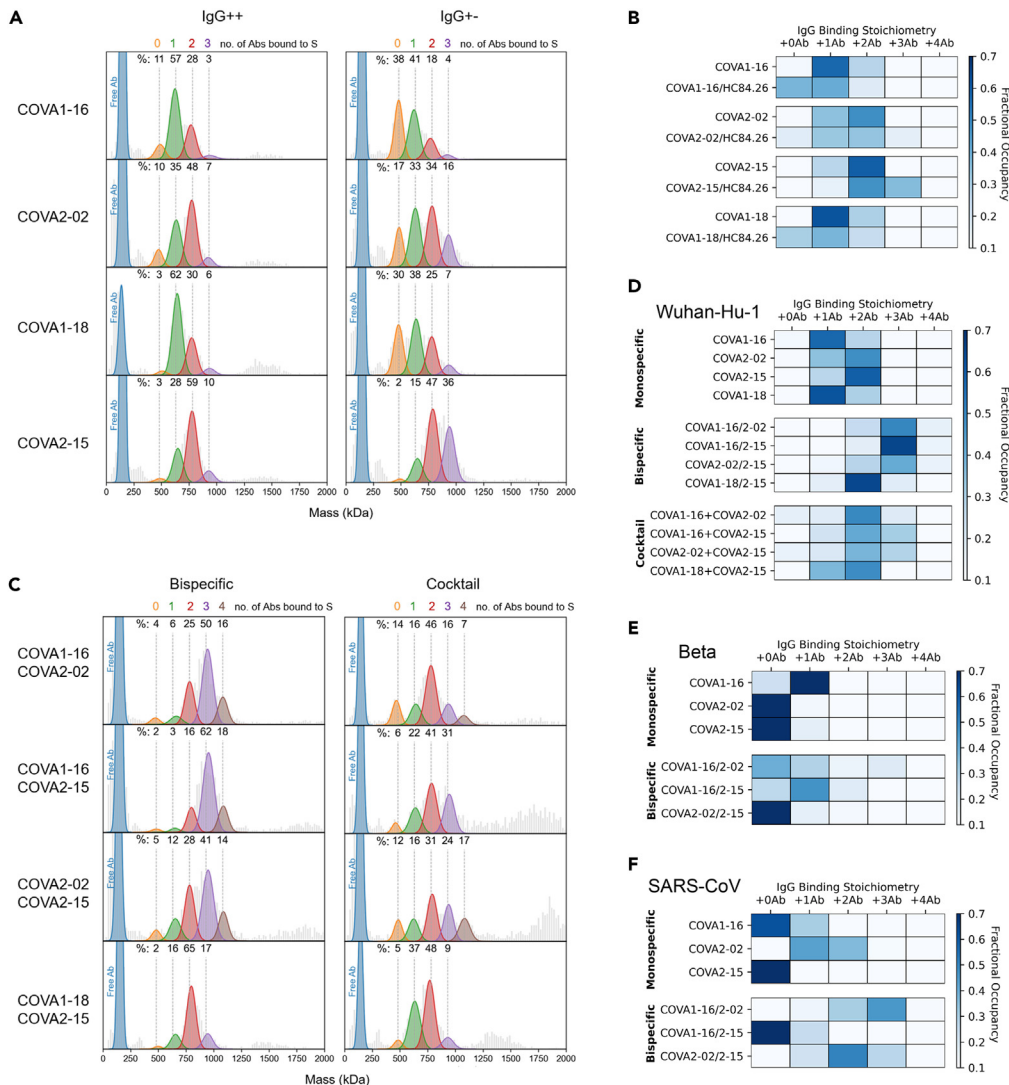 A
IgG++
IgG+-
0 1 2 3 no. of Abs bound to S
0 1 2 3 no. of Abs bound to S
COVA1-16
%: 11 57 28 3
%: 38 41 18 4
Free Ab
Free Ab
COVA2-02
%: 10 35 48 7
%: 17 33 34 16
Free Ab
Free Ab
COVA1-18
%: 3 62 30 6
%: 30 38 25 7
Free Ab
Free Ab
COVA2-15
%: 3 28 59 10
%: 2 15 47 36
Free Ab
Free Ab
0 250 500 750 1000 1250 1500 1750 2000
0 250 500 750 1000 1250 1500 1750 2000
Mass (kDa)
Mass (kDa)
B
IgG Binding Stoichiometry
+0Ab +1Ab +2Ab +3Ab +4Ab
COVA1-16
COVA1-16/HC84.26
COVA2-02
COVA2-02/HC84.26
COVA2-15
COVA2-15/HC84.26
COVA1-18
COVA1-18/HC84.26
0.7
0.6
0.5
0.4
0.3
0.2
0.1
Fractional Occupancy
C
Bispecific
Cocktail
0 1 2 3 4 no. of Abs bound to S
0 1 2 3 4 no. of Abs bound to S
COVA1-16
COVA2-02
%: 4 6 25 50 16
%: 14 16 46 16 7
Free Ab
Free Ab
COVA1-16
COVA2-15
%: 2 3 16 62 18
%: 6 22 41 31
Free Ab
Free Ab
COVA2-02
COVA2-15
%: 5 12 28 41 14
%: 12 16 31 24 17
Free Ab
Free Ab
COVA1-18
COVA2-15
%: 2 16 65 17
%: 5 37 48 9
Free Ab
Free Ab
0 250 500 750 1000 1250 1500 1750 2000
0 250 500 750 1000 1250 1500 1750 2000
Mass (kDa)
Mass (kDa)
D
Wuhan-Hu-1
IgG Binding Stoichiometry
+0Ab +1Ab +2Ab +3Ab +4Ab
Monospecific
COVA1-16
COVA2-02
COVA2-15
COVA1-18
Bispecific
COVA1-16/2-02
COVA1-16/2-15
COVA2-02/2-15
COVA1-18/2-15
Cocktail
COVA1-16+COVA2-02
COVA1-16+COVA2-15
COVA2-02+COVA2-15
COVA1-18+COVA2-15
0.7
0.6
0.5
0.4
0.3
0.2
0.1
Fractional Occupancy
E
Beta
IgG Binding Stoichiometry
+0Ab +1Ab +2Ab +3Ab +4Ab
Monospecific
COVA1-16
COVA2-02
COVA2-15
Bispecific
COVA1-16/2-02
COVA1-16/2-15
COVA2-02/2-15
0.7
0.6
0.5
0.4
0.3
0.2
0.1
Fractional Occupancy
F
SARS-CoV
IgG Binding Stoichiometry
+0Ab +1Ab +2Ab +3Ab +4Ab
Monospecific
COVA1-16
COVA2-02
COVA2-15
Bispecific
COVA1-16/2-02
COVA1-16/2-15
COVA2-02/2-15
0.7
0.6
0.5
0.4
0.3
0.2
0.1
Fractional Occupancy